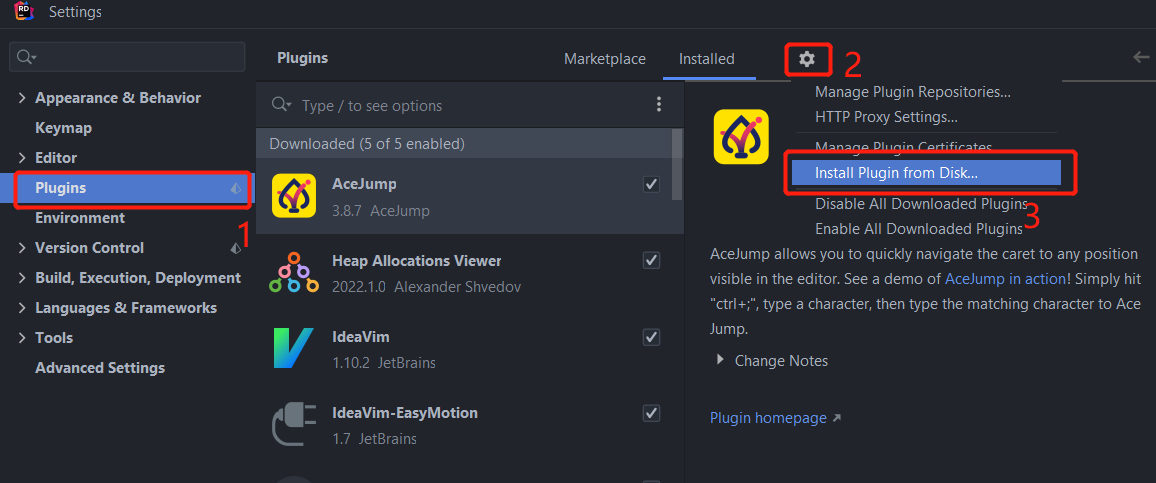 RD
Settings
Appearance & Behavior
Keymap
Editor
Plugins
Environment
Version Control
Build, Execution, Deployment
Languages & Frameworks
Tools
Advanced Settings
1
Plugins
Marketplace
Installed
2
Type / to see options
Downloaded (5 of 5 enabled)
AceJump
3.8.7 AceJump
Heap Allocations Viewer
2022.1.0 Alexander Shvedov
IdeaVim
1.10.2 JetBrains
IdeaVim-EasyMotion
1.7 JetBrains
Manage Plugin Repositories...
HTTP Proxy Settings...
Manage Plugin Certificates
Install Plugin from Disk...
3
Disable All Downloaded Plugins
Enable All Downloaded Plugins
AceJump allows you to quickly navigate the caret to any position
visible in the editor. See a demo of AceJump in action! Simply hit
"ctrl+;", type a character, then type the matching character to Ace
Jump.
Change Notes
Plugin homepage